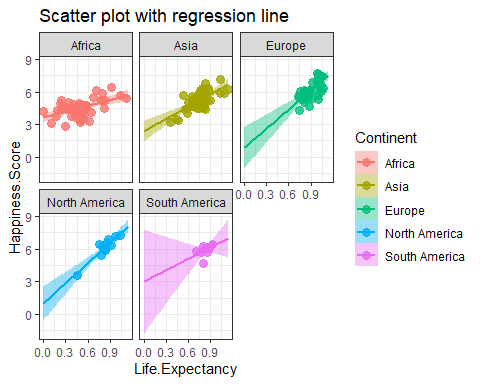 Scatter plot with regression line
Africa
Asia
Europe
9
6
3
0
0.0 0.3 0.6 0.9
North America
South America
9
6
3
0
0.0 0.3 0.6 0.9
0.0 0.3 0.6 0.9
Happiness.Score
Life.Expectancy
Continent
Africa
Asia
Europe
North America
South America